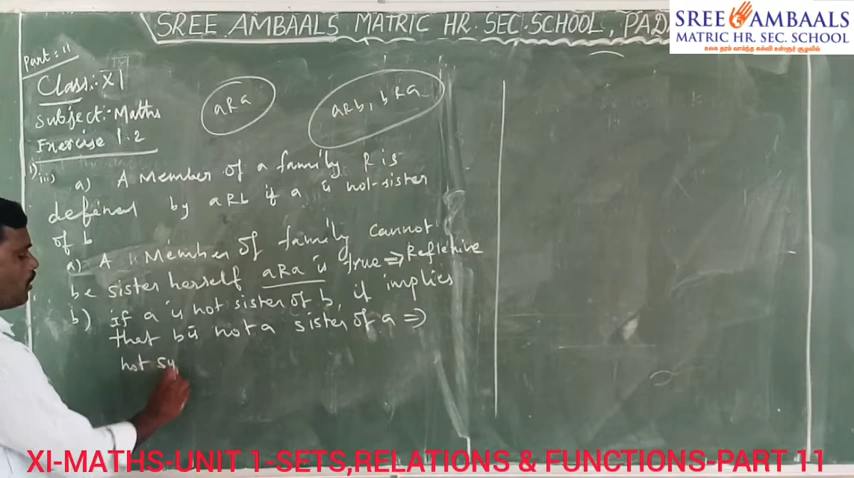 SREE AMBAALS MATRIC HR. SEC. SCHOOL, PAD
SREE AMBAALS
MATRIC HR. SEC. SCHOOL
Part: 11
Class:- XI
Subject:- Maths
Exercise 1.2
aRa
aRb, bRa
1) iii) a) A Member of a family. R is
defined by aRb if a is not sister
of b
a) A Member of family cannot
be sister herself aRa is true ⇒ Reflexive
b) If a is not sister of b, it implies
that b is not a sister of a ⇒
not sy
XI-MATHS-UNIT 1-SETS,RELATIONS & FUNCTIONS-PART 11